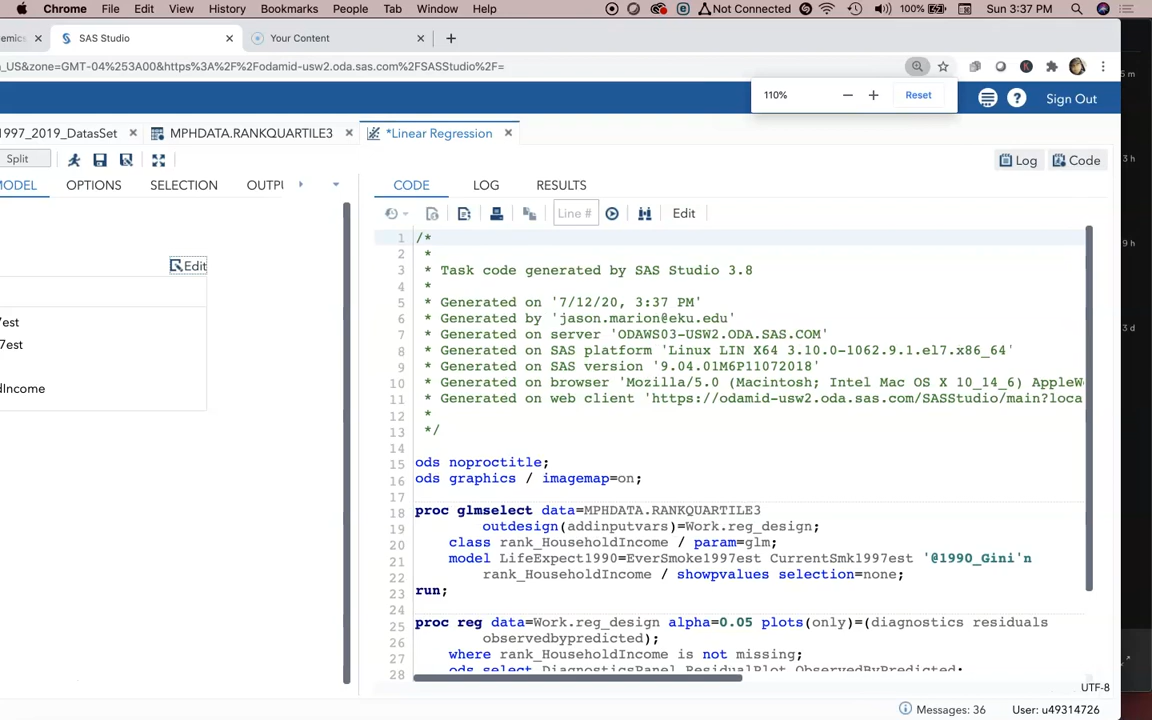 Chrome File Edit View History Bookmarks People Tab Window Help Not Connected 100% Sun 3:37 PM
SAS Studio Your Content
_US&zone=GMT-04%253A00&https%3A%2F%2Fodamid-usw2.oda.sas.com%2FSASStudio%2F=
110% Reset
Sign Out
1997_2019_DatasSet MPHDATA.RANKQUARTILE3 *Linear Regression
Split Log Code
OPTIONS SELECTION CODE LOG RESULTS
Line # Edit
Edit
1 /*
2 *
3 * Task code generated by SAS Studio 3.8
4 *
5 * Generated on '7/12/20, 3:37 PM'
6 * Generated by 'jason.marion@eku.edu'
7 * Generated on server 'ODAWS03-USW2.ODA.SAS.COM'
8 * Generated on SAS platform 'Linux LIN X64 3.10.0-1062.9.1.el7.x86_64'
9 * Generated on SAS version '9.04.01M6P11072018'
10 * Generated on browser 'Mozilla/5.0 (Macintosh; Intel Mac OS X 10_14_6) AppleW
11 * Generated on web client 'https://odamid-usw2.oda.sas.com/SASStudio/main?loca
12 *
13 */
14
15 ods noproctitle;
16 ods graphics / imagemap=on;
17
18 proc glmselect data=MPHDATA.RANKQUARTILE3
19 outdesign(addinputvars)=Work.reg_design;
20 class rank_HouseholdIncome / param=glm;
21 model LifeExpect1990=EverSmoke1997est CurrentSmk1997est '@1990_Gini'n
22 rank_HouseholdIncome / showpvalues selection=none;
23 run;
24
25 proc reg data=Work.reg_design alpha=0.05 plots(only)=(diagnostics residuals
26 observedbypredicted);
27 where rank_HouseholdIncome is not missing;
28 ods select DiagnosticsPanel ResidualPlot ObservedByPredicted;
7est
7est
dIncome
UTF-8
Messages: 36 User: u49314726